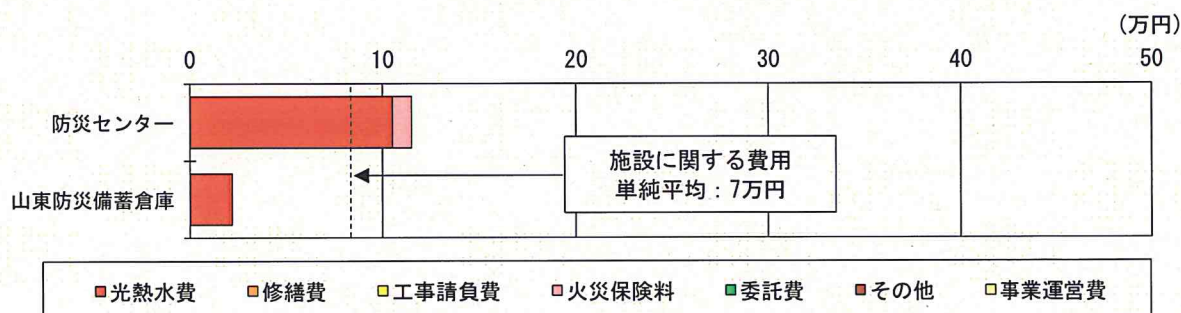 (万円)
0 10 20 30 40 50
防災センター
山東防災備蓄倉庫
施設に関する費用
単純平均：7万円
光熱水費 修繕費 工事請負費 火災保険料 委託費 その他 事業運営費